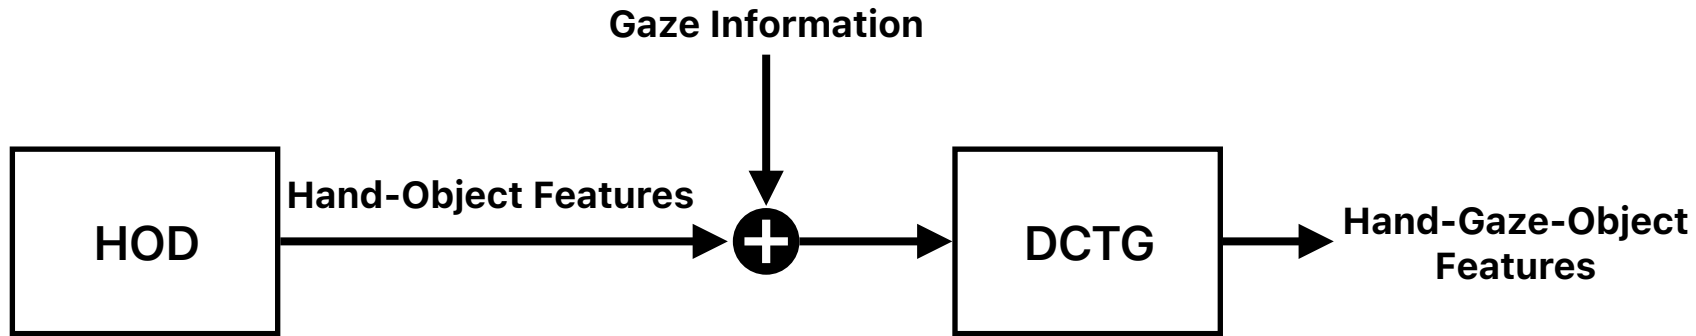 Gaze Information
Hand-Object Features
HOD
DCTG
Hand-Gaze-Object
Features